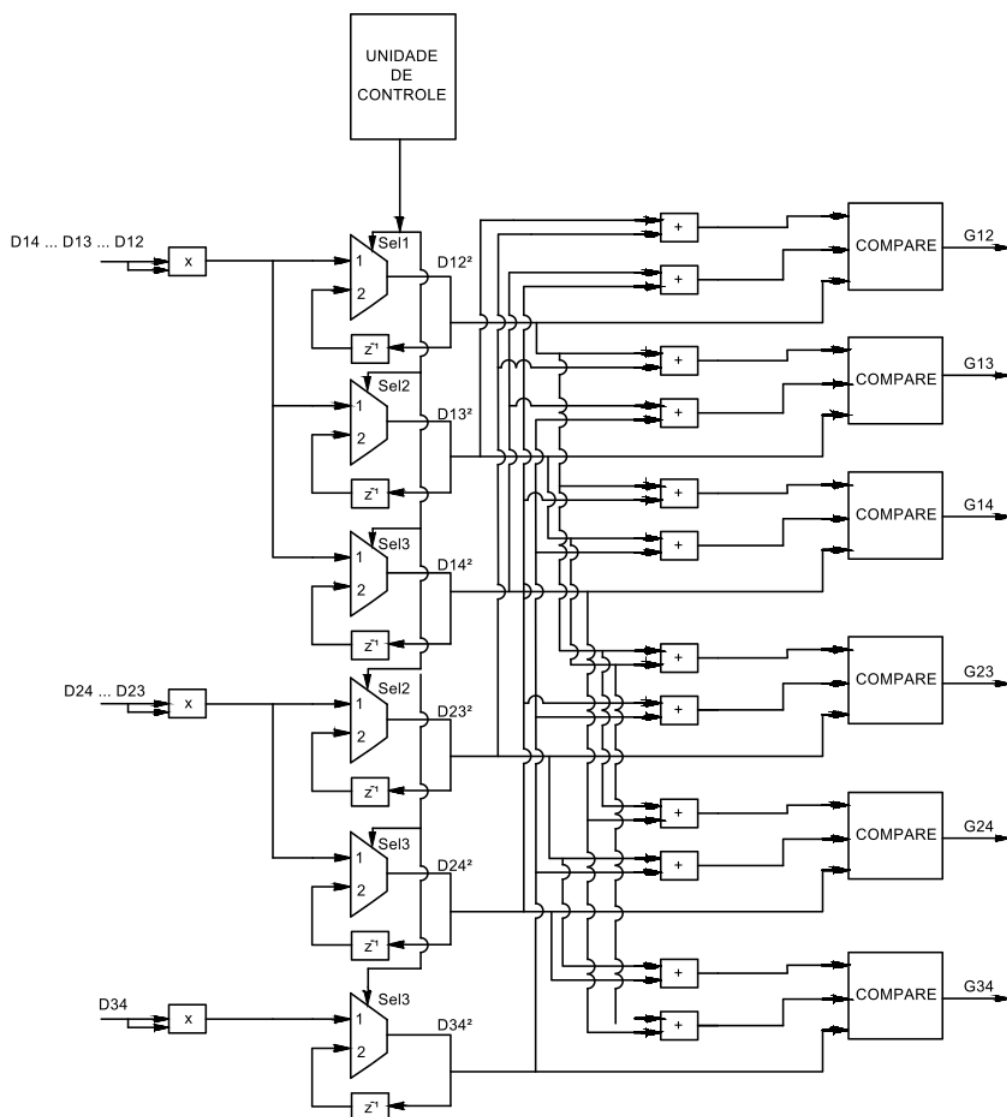 UNIDADE
DE
CONTROLE
D14 ... D13 ... D12
x
Sel1
1
2
D12²
z⁻¹
+
+
COMPARE
G12
Sel2
1
2
D13²
z⁻¹
+
+
COMPARE
G13
Sel3
1
2
D14²
z⁻¹
+
+
COMPARE
G14
D24 ... D23
x
Sel2
1
2
D23²
z⁻¹
+
+
COMPARE
G23
Sel3
1
2
D24²
z⁻¹
+
+
COMPARE
G24
D34
x
Sel3
1
2
D34²
z⁻¹
+
+
COMPARE
G34